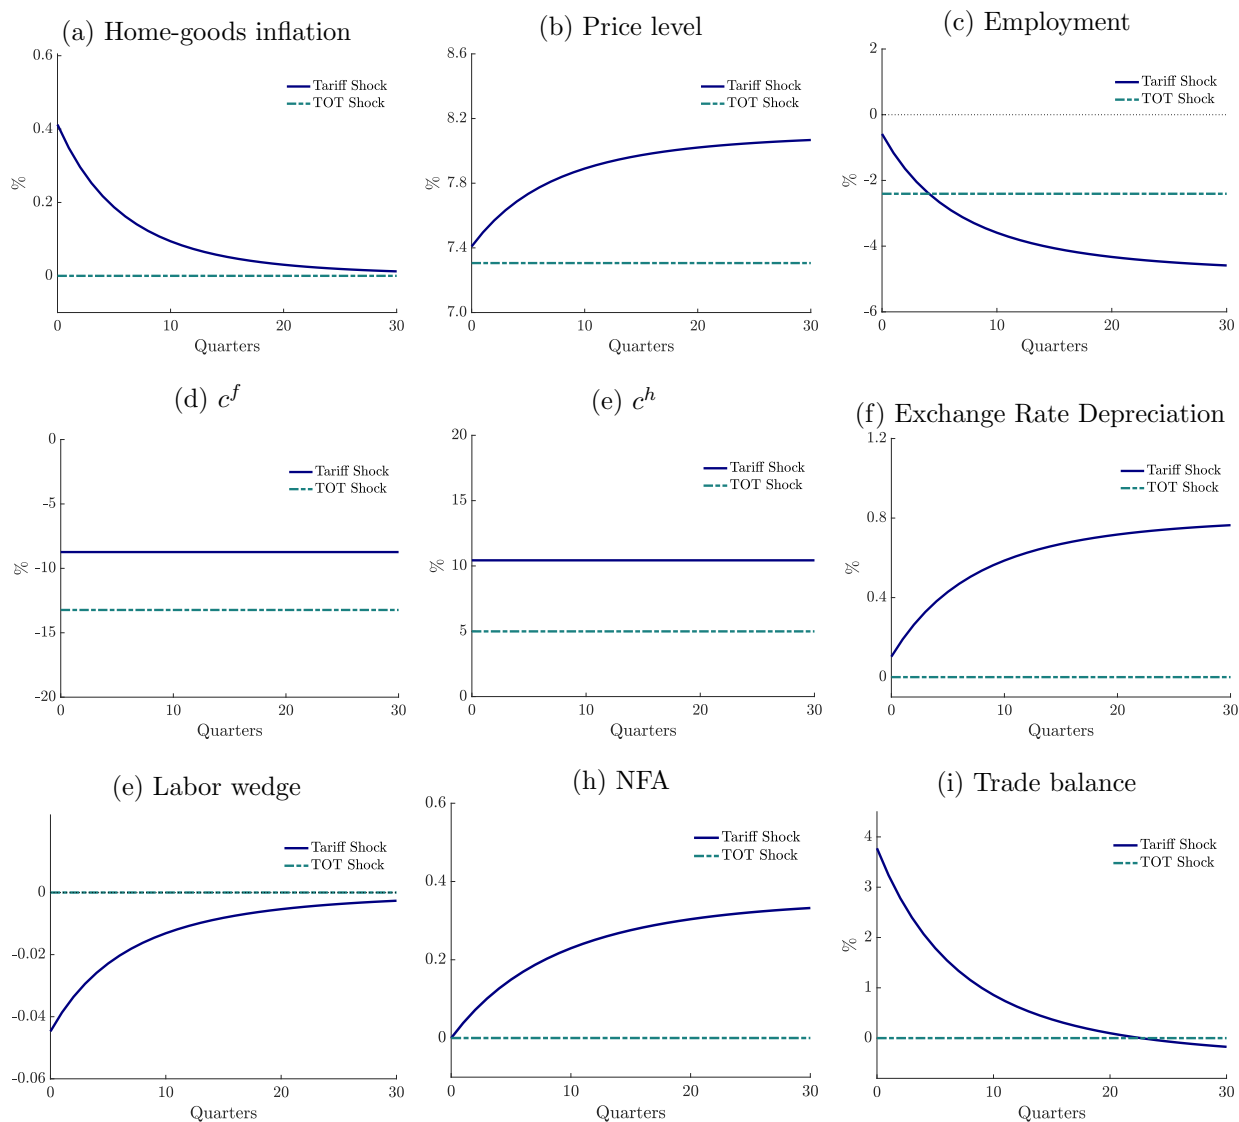 (a) Home-goods inflation
0.6
0.4
0.2
0
%
Tariff Shock
TOT Shock
0 10 20 30
Quarters
(b) Price level
8.6
8.2
7.8
7.4
7.0
%
Tariff Shock
TOT Shock
0 10 20 30
Quarters
(c) Employment
2
0
-2
-4
-6
%
Tariff Shock
TOT Shock
0 10 20 30
Quarters
(d) c^f
0
-5
-10
-15
-20
%
Tariff Shock
TOT Shock
0 10 20 30
Quarters
(e) c^h
20
15
10
5
0
%
Tariff Shock
TOT Shock
0 10 20 30
Quarters
(f) Exchange Rate Depreciation
1.2
0.8
0.4
0
%
Tariff Shock
TOT Shock
0 10 20 30
Quarters
(e) Labor wedge
0
-0.02
-0.04
-0.06
Tariff Shock
TOT Shock
0 10 20 30
Quarters
(h) NFA
0.6
0.4
0.2
0
Tariff Shock
TOT Shock
0 10 20 30
Quarters
(i) Trade balance
4
3
2
1
0
%
Tariff Shock
TOT Shock
0 10 20 30
Quarters